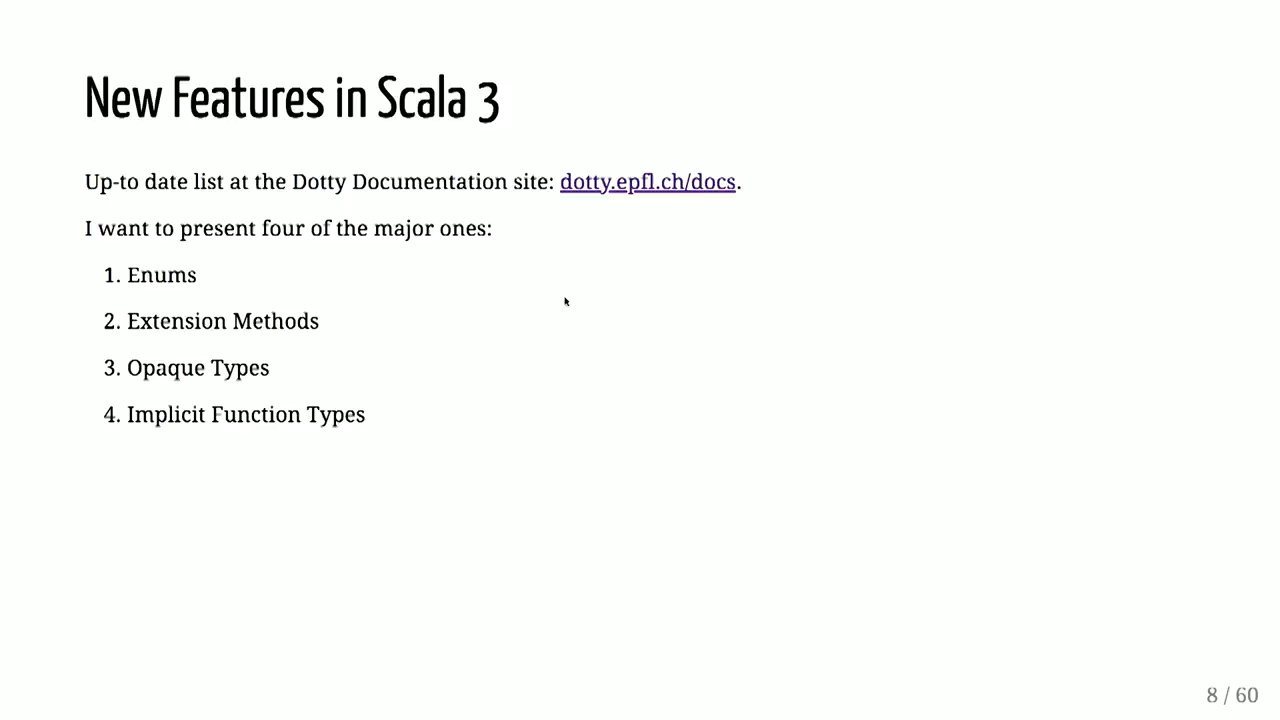 New Features in Scala 3
Up-to date list at the Dotty Documentation site: dotty.epfl.ch/docs.
I want to present four of the major ones:
1. Enums
2. Extension Methods
3. Opaque Types
4. Implicit Function Types
8 / 60